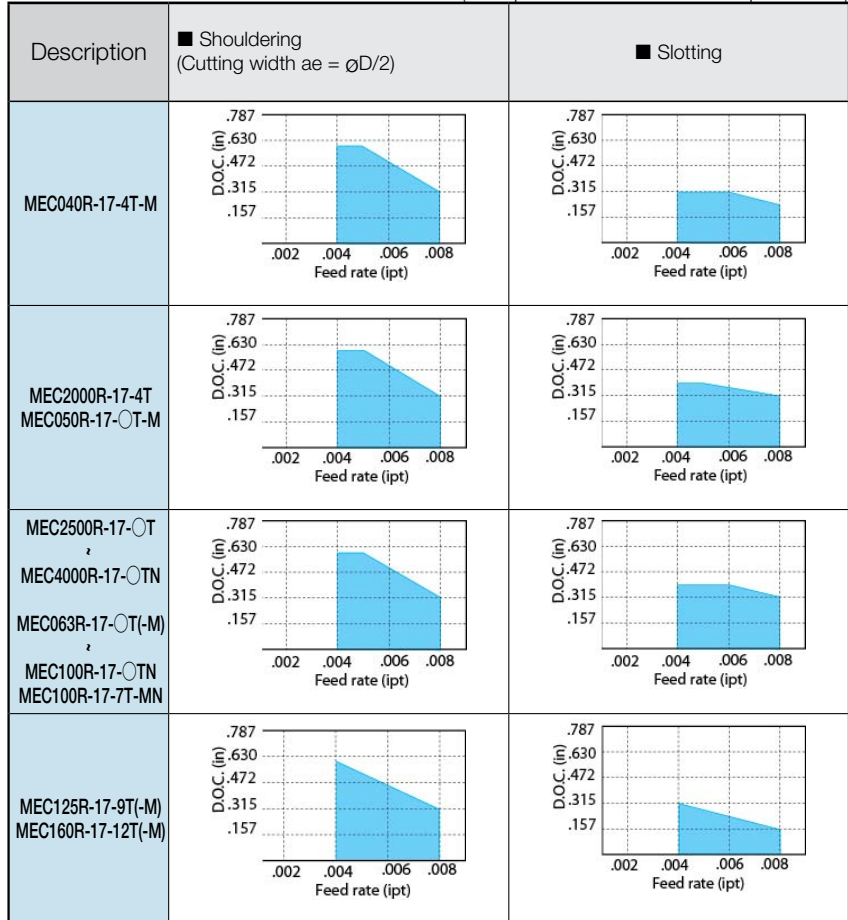 Description
■ Shouldering
(Cutting width ae = øD/2)
■ Slotting
MEC040R-17-4T-M
.787
.630
.472
.315
.157
D.O.C. (in)
.002 .004 .006 .008
Feed rate (ipt)
.787
.630
.472
.315
.157
D.O.C. (in)
.002 .004 .006 .008
Feed rate (ipt)
MEC2000R-17-4T
MEC050R-17-○T-M
.787
.630
.472
.315
.157
D.O.C. (in)
.002 .004 .006 .008
Feed rate (ipt)
.787
.630
.472
.315
.157
D.O.C. (in)
.002 .004 .006 .008
Feed rate (ipt)
MEC2500R-17-○T
~
MEC4000R-17-○TN
MEC063R-17-○T(-M)
~
MEC100R-17-○TN
MEC100R-17-7T-MN
.787
.630
.472
.315
.157
D.O.C. (in)
.002 .004 .006 .008
Feed rate (ipt)
.787
.630
.472
.315
.157
D.O.C. (in)
.002 .004 .006 .008
Feed rate (ipt)
MEC125R-17-9T(-M)
MEC160R-17-12T(-M)
.787
.630
.472
.315
.157
D.O.C. (in)
.002 .004 .006 .008
Feed rate (ipt)
.787
.630
.472
.315
.157
D.O.C. (in)
.002 .004 .006 .008
Feed rate (ipt)